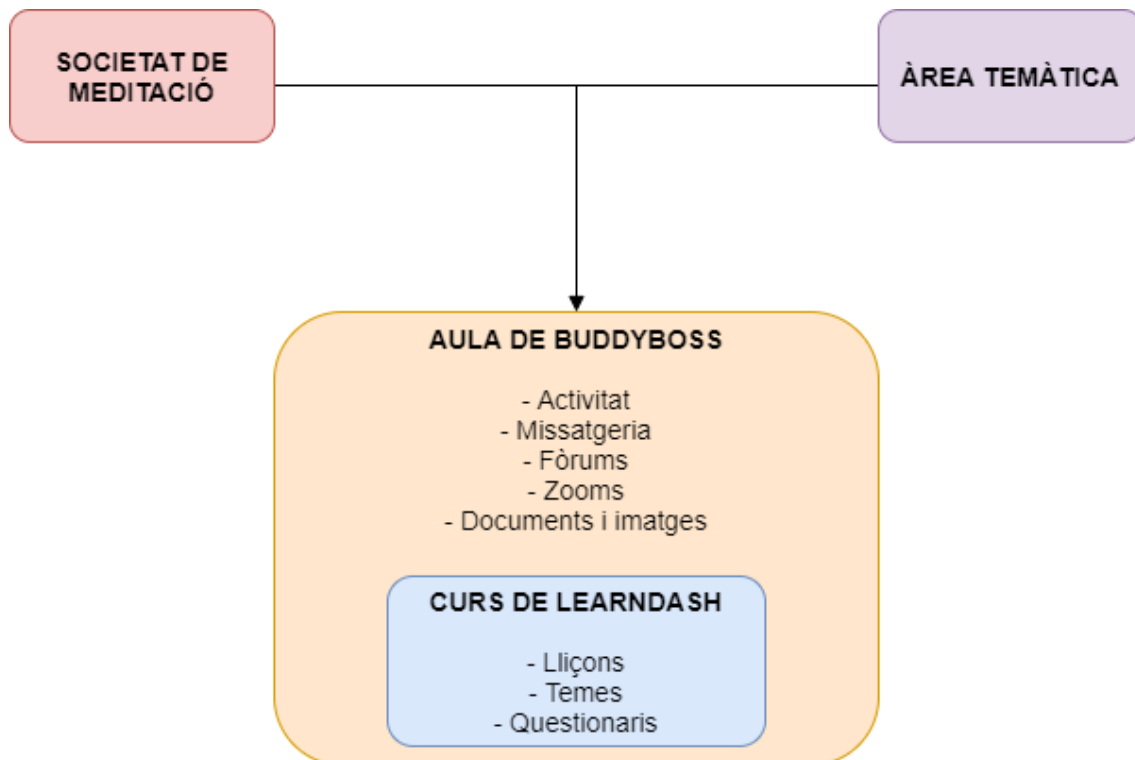 SOCIETAT DE
MEDITACIÓ
ÀREA TEMÀTICA
AULA DE BUDDYBOSS
- Activitat
- Missatgeria
- Fòrums
- Zooms
- Documents i imatges
CURS DE LEARNDASH
- Lliçons
- Temes
- Questionaris